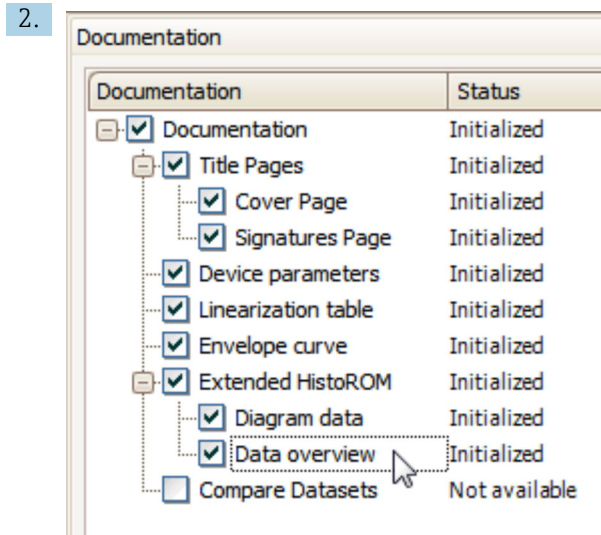 2.
Documentation
Documentation Status
Documentation Initialized
Title Pages Initialized
Cover Page Initialized
Signatures Page Initialized
Device parameters Initialized
Linearization table Initialized
Envelope curve Initialized
Extended HistoROM Initialized
Diagram data Initialized
Data overview Initialized
Compare Datasets Not available